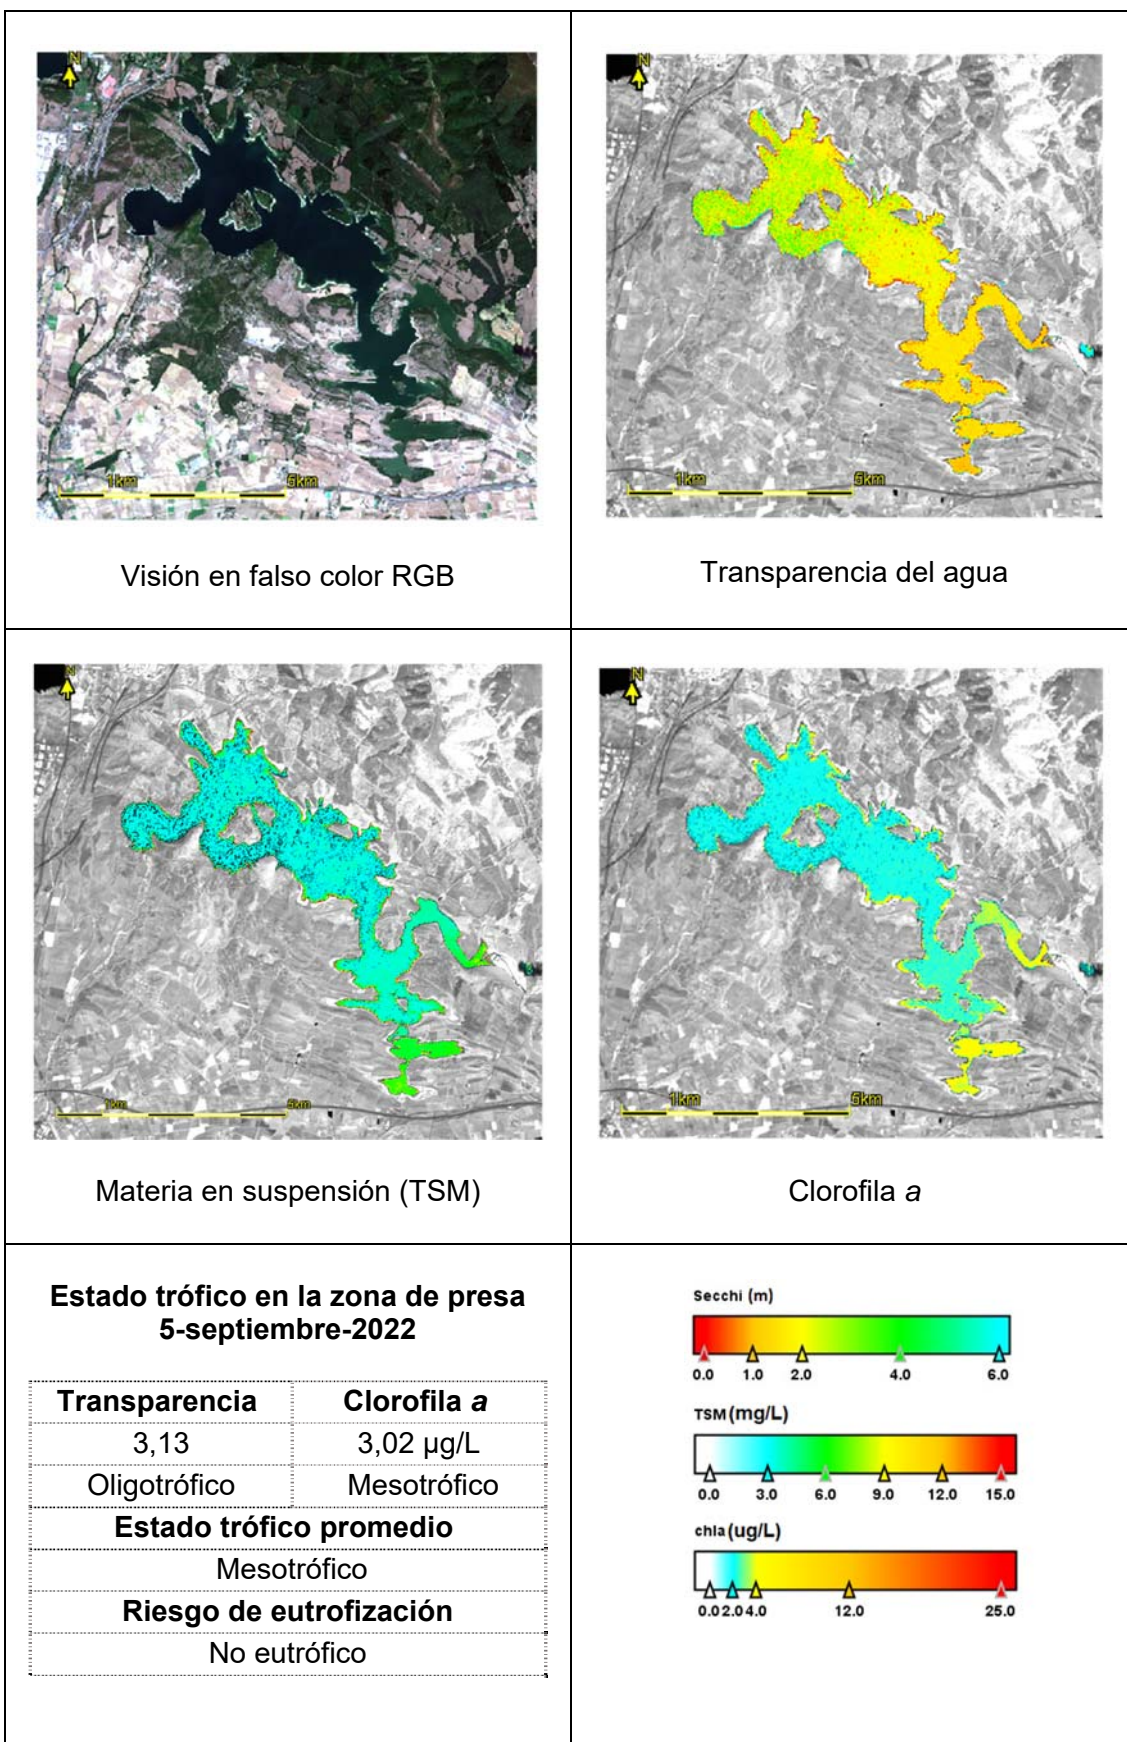 N
1km
5km
Visión en falso color RGB
N
1km
5km
Transparencia del agua
N
1km
5km
Materia en suspensión (TSM)
N
1km
5km
Clorofila a
Estado trófico en la zona de presa
5-septiembre-2022
Transparencia Clorofila a
3,13 3,02 µg/L
Oligotrófico Mesotrófico
Estado trófico promedio
Mesotrófico
Riesgo de eutrofización
No eutrófico
Secchi (m)
0.0 1.0 2.0 4.0 6.0
TSM(mg/L)
0.0 3.0 6.0 9.0 12.0 15.0
chla(ug/L)
0.0 2.0 4.0 12.0 25.0